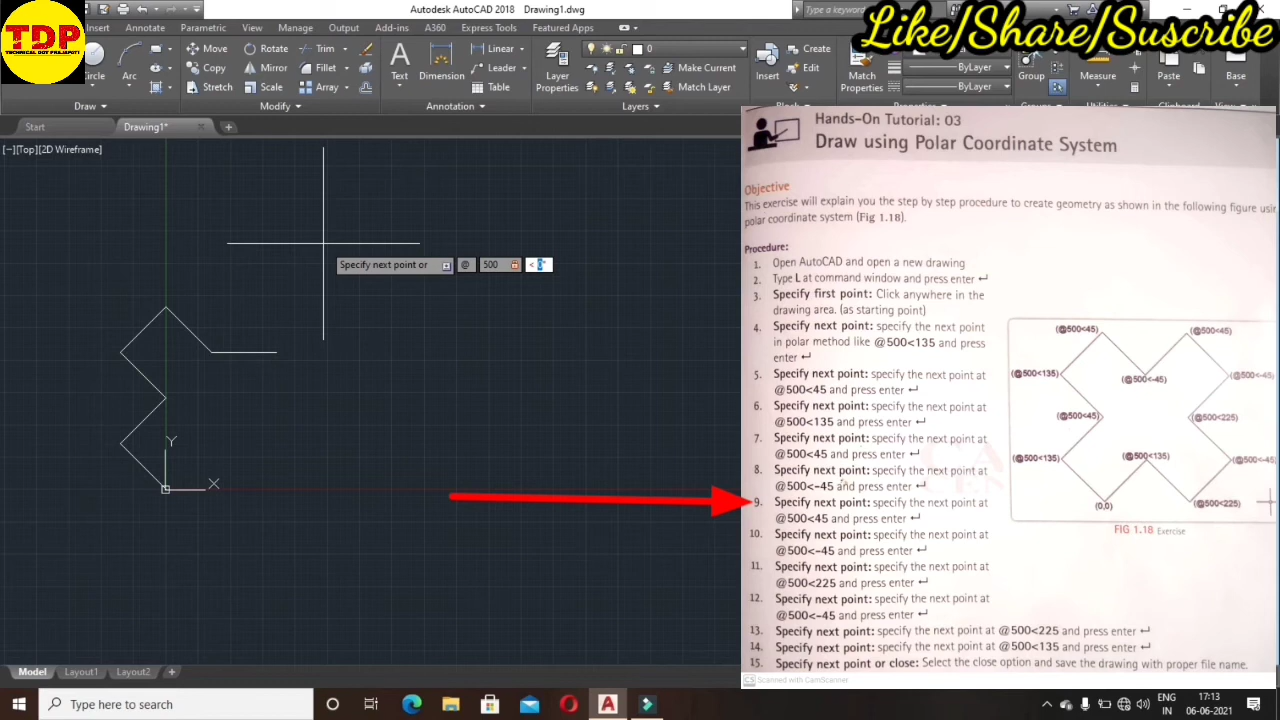 Autodesk AutoCAD 2018 Drawing1.dwg
Type a keyword
Like/Share/Suscribe
TDP
TECHNICAL DOT PRAJAPATI
View Manage Output Add-ins A360 Express Tools Featured Apps
Circle Arc
Copy Mirror Fillet
Rotate Trim
Stretch Scale Array
Text Dimension
Linear
Leader
Table
Layer
Properties
0
Make Current
Match Layer
Insert
Create
Match
Properties
ByLayer
ByLayer
Group
Measure
Paste
Base
Draw Modify Annotation Layers
Start Drawing1*
[−][Top][2D Wireframe]
Specify next point or @ 500 < 0°
Y
X
Hands-On Tutorial: 03
Draw using Polar Coordinate System
Objective
This exercise will explain you the step by step procedure to create geometry as shown in the following figure
polar coordinate system (Fig 1.18).
Procedure:
1. Open AutoCAD and open a new drawing
2. Type L at command window and press enter ↵
3. Specify first point: Click anywhere in the
drawing area. (as starting point)
4. Specify next point: specify the next point
in polar method like @500<135 and press
enter ↵
5. Specify next point: specify the next point at
@500<45 and press enter ↵
6. Specify next point: specify the next point at
@500<135 and press enter ↵
7. Specify next point: specify the next point at
@500<45 and press enter ↵
8. Specify next point: specify the next point at
@500<-45 and press enter ↵
9. Specify next point: specify the next point at
@500<45 and press enter ↵
10. Specify next point: specify the next point at
@500<-45 and press enter ↵
11. Specify next point: specify the next point at
@500<225 and press enter ↵
12. Specify next point: specify the next point at
@500<-45 and press enter ↵
13. Specify next point: specify the next point at @500<225 and press enter ↵
14. Specify next point: specify the next point at @500<135 and press enter ↵
15. Specify next point or close: Select the close option and save the drawing with proper file name.
(@500<45) (@500<45)
(@500<135) (@500<-45) (@500<-45)
(@500<45) (@500<225)
(@500<135) (@500<135) (@500<-45)
(0,0) (@500<225)
FIG 1.18 Exercise
CS Scanned with CamScanner
Model Layout1 Layout2 +
Type here to search
ENG
IN
17:13
06-06-2021